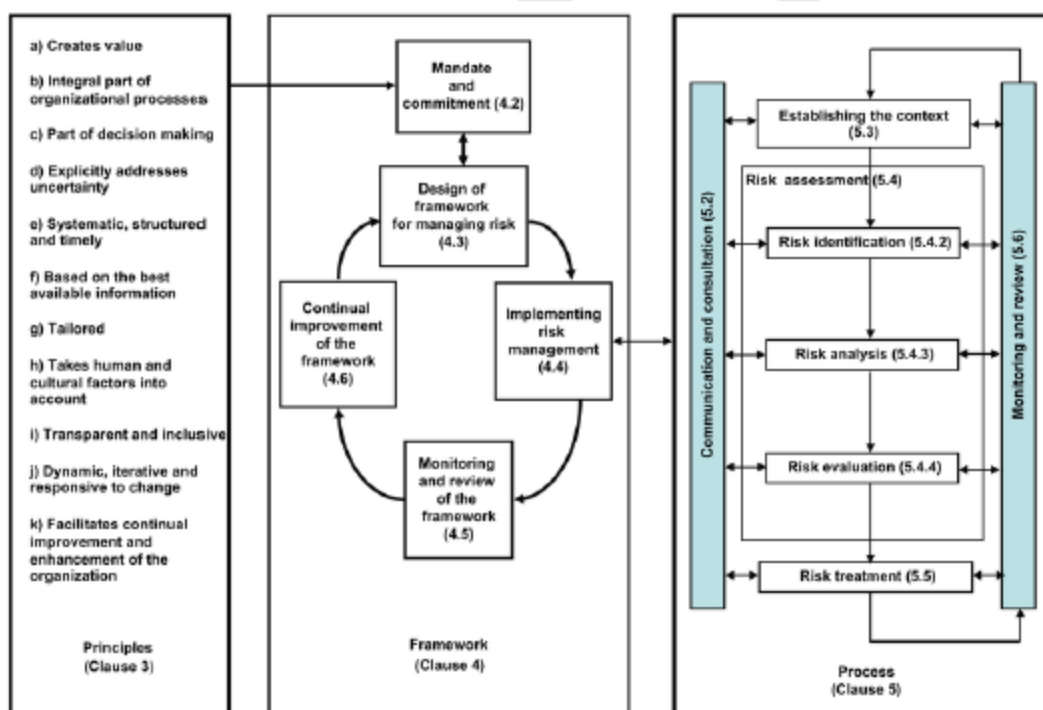 a) Creates value
b) Integral part of
organizational processes
c) Part of decision making
d) Explicitly addresses
uncertainty
e) Systematic, structured
and timely
f) Based on the best
available information
g) Tailored
h) Takes human and
cultural factors into
account
i) Transparent and inclusive
j) Dynamic, iterative and
responsive to change
k) Facilitates continual
improvement and
enhancement of the
organization
Principles
(Clause 3)
Mandate
and
commitment (4.2)
Design of
framework
for managing risk
(4.3)
Continual
improvement
of the
framework
(4.6)
Implementing
risk
management
(4.4)
Monitoring
and review
of the
framework
(4.5)
Framework
(Clause 4)
Communication and consultation (5.2)
Establishing the context
(5.3)
Risk assessment (5.4)
Risk identification (5.4.2)
Risk analysis (5.4.3)
Risk evaluation (5.4.4)
Risk treatment (5.5)
Monitoring and review (5.6)
Process
(Clause 5)